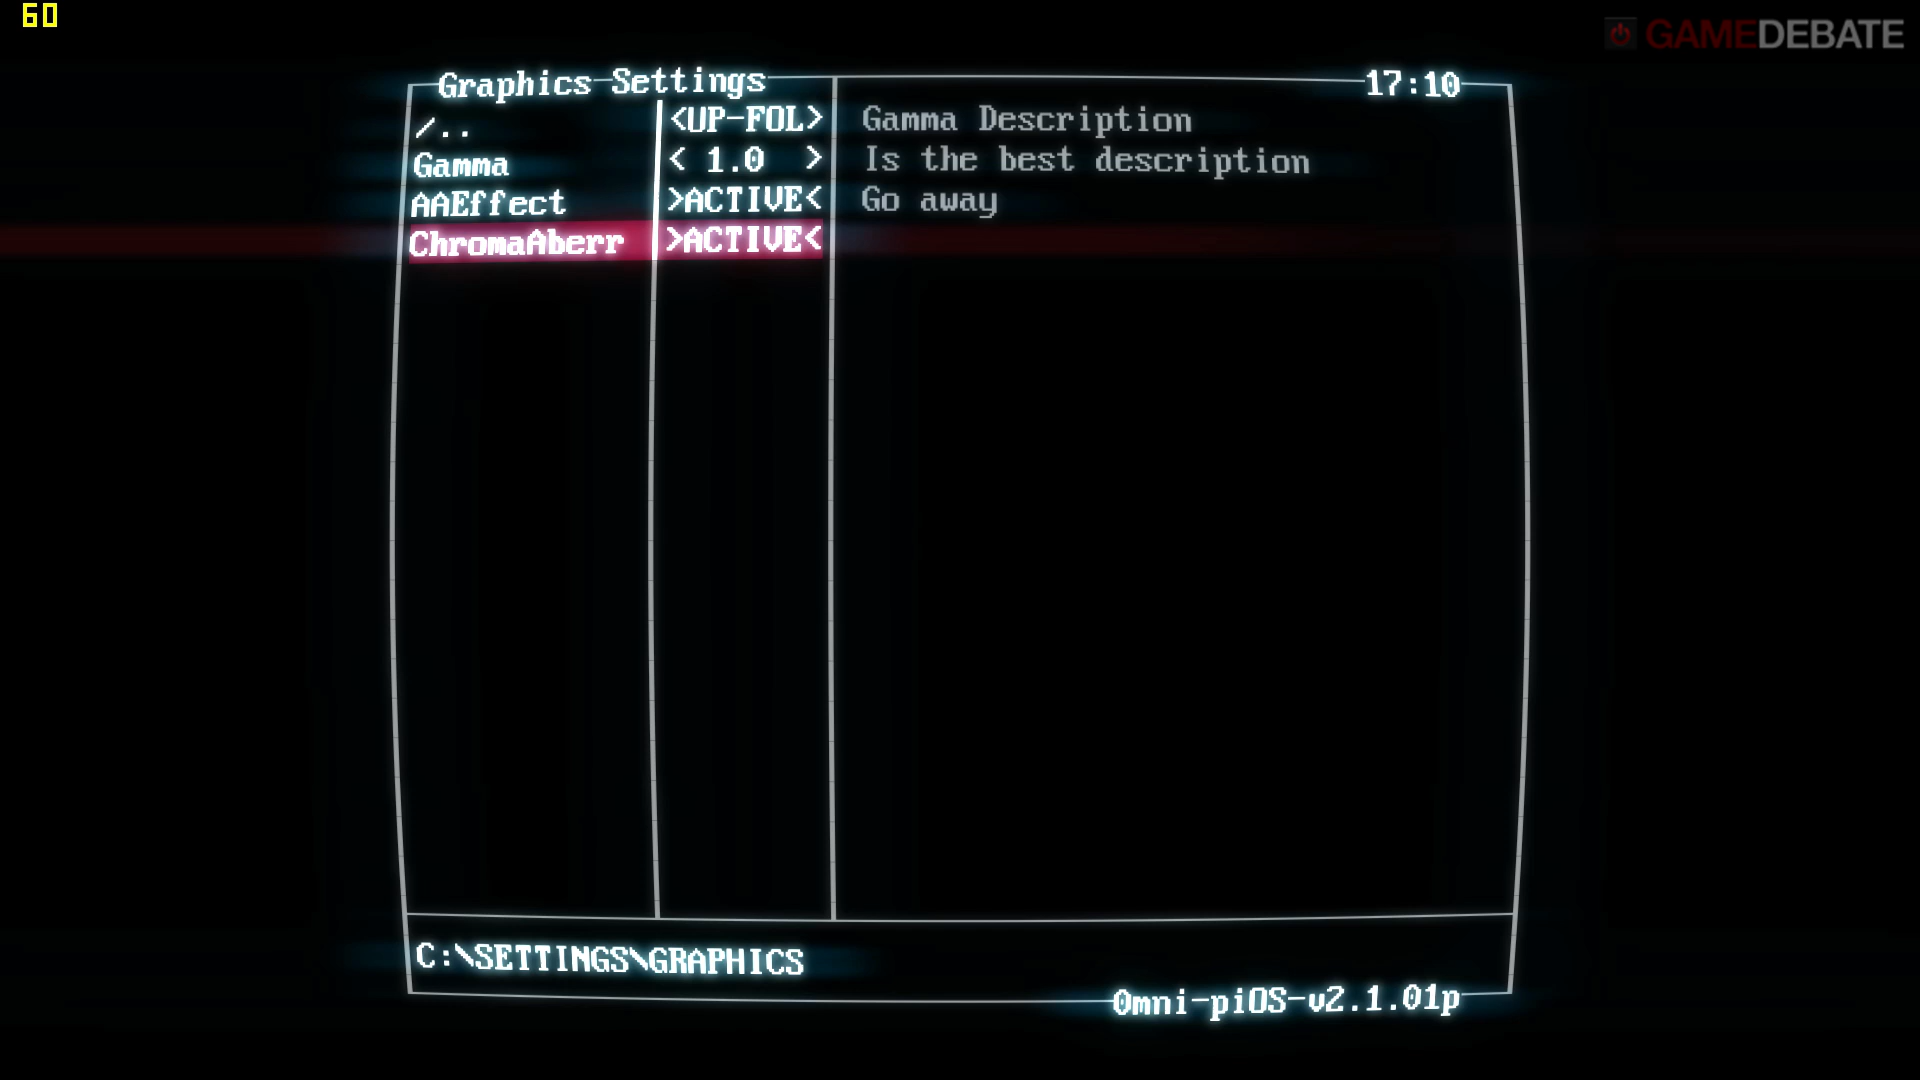 60
GAMEDEBATE
Graphics Settings 17:10
/.. <UP-FOL> Gamma Description
Gamma < 1.0 > Is the best description
AAEffect >ACTIVE< Go away
ChromaAberr >ACTIVE<
C:\SETTINGS\GRAPHICS
0mni-piOS-v2.1.01p